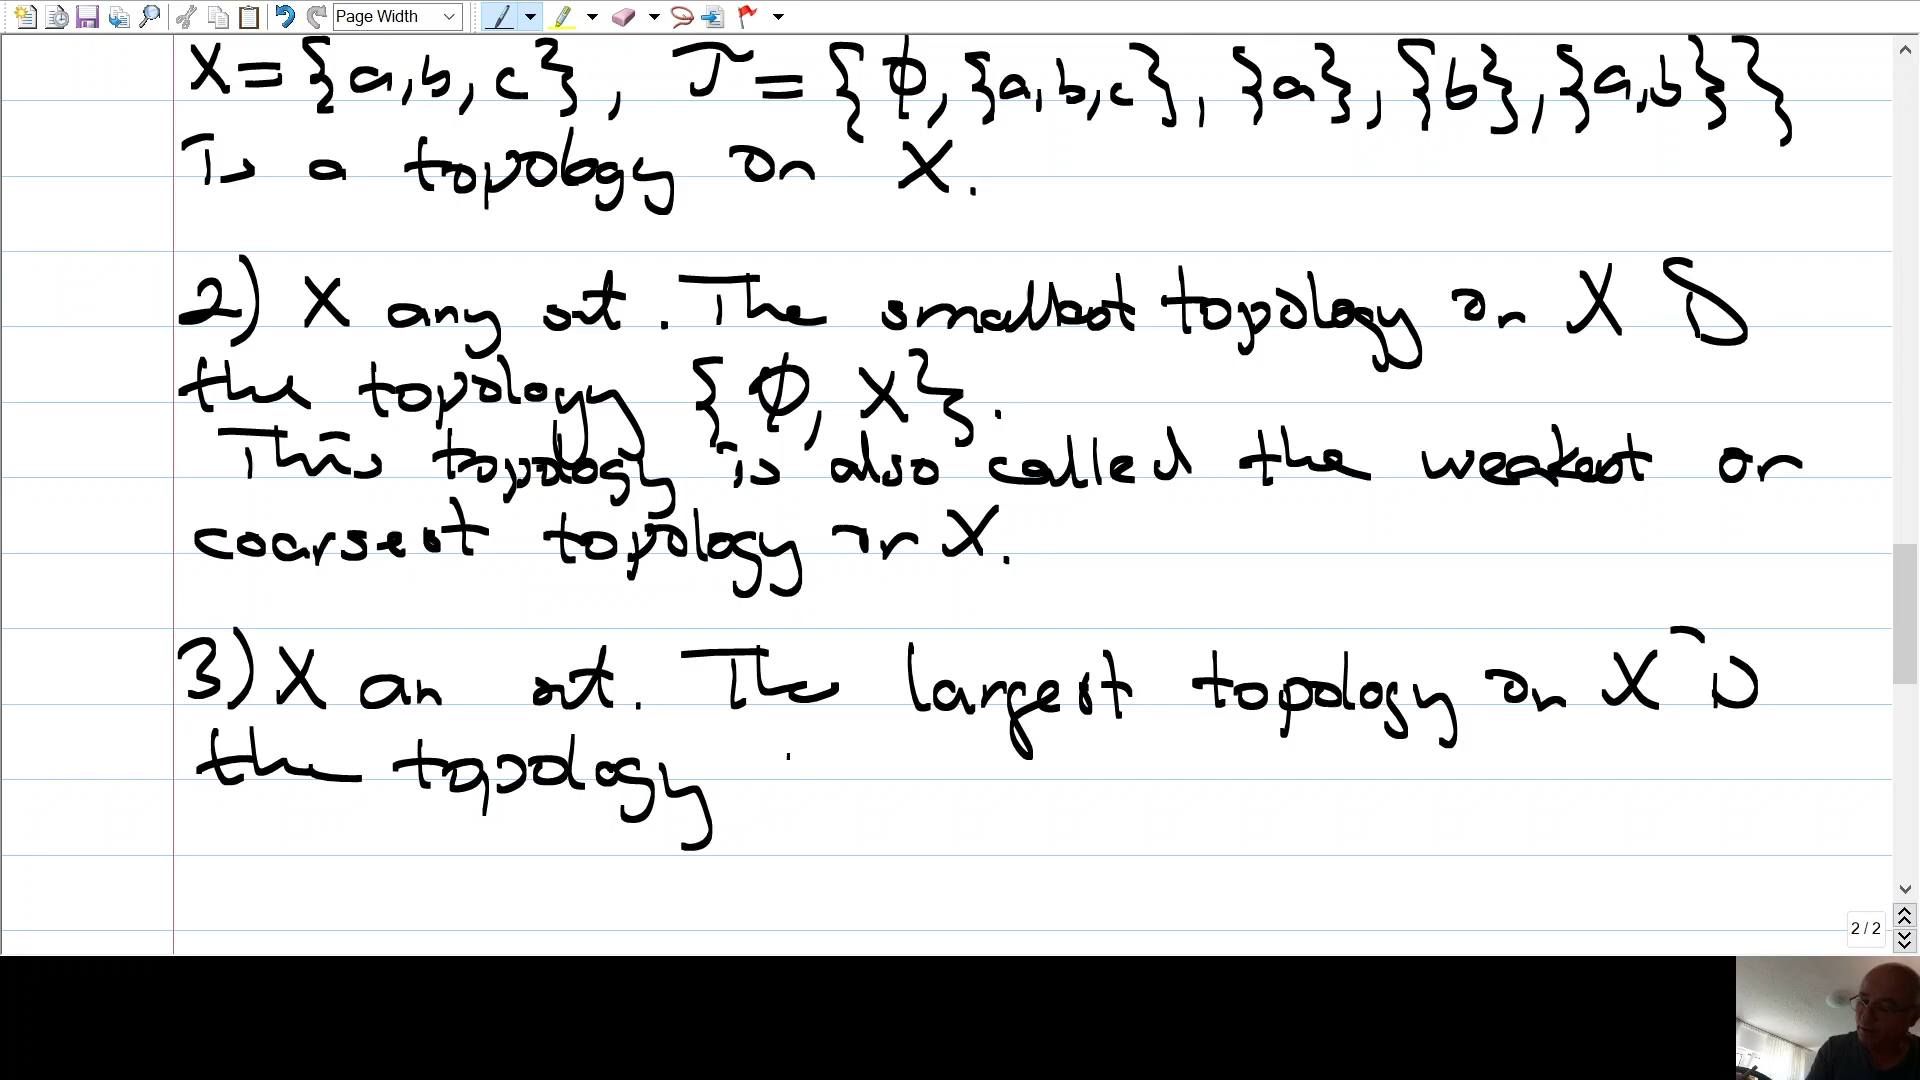 Page Width
X = {a, b, c}, 𝒯 = {φ, {a, b, c}, {a}, {b}, {a, b}}
is a topology on X.
2) X any set. The smallest topology on X is
the topology {φ, X}.
This topology is also called the weakest or
coarsest topology on X.
3) X an set. The largest topology on X is
the topology
2 / 2